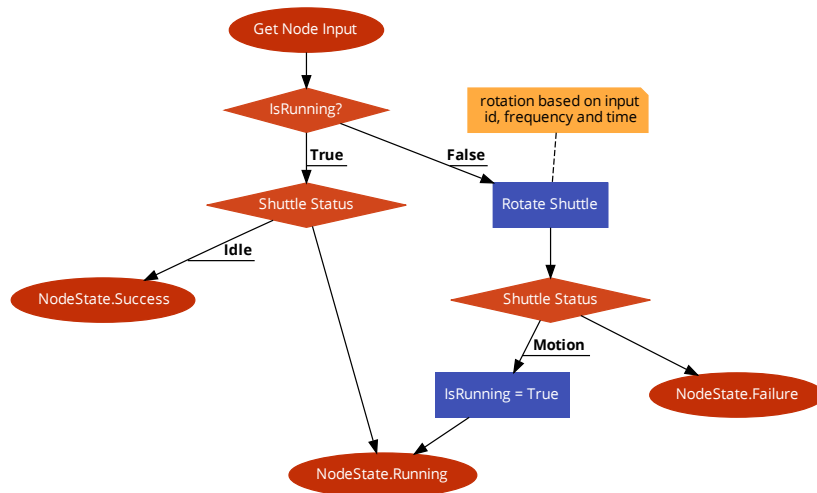 Get Node Input
IsRunning?
rotation based on input
id, frequency and time
True
False
Shuttle Status
Rotate Shuttle
Idle
NodeState.Success
Shuttle Status
Motion
IsRunning = True
NodeState.Failure
NodeState.Running